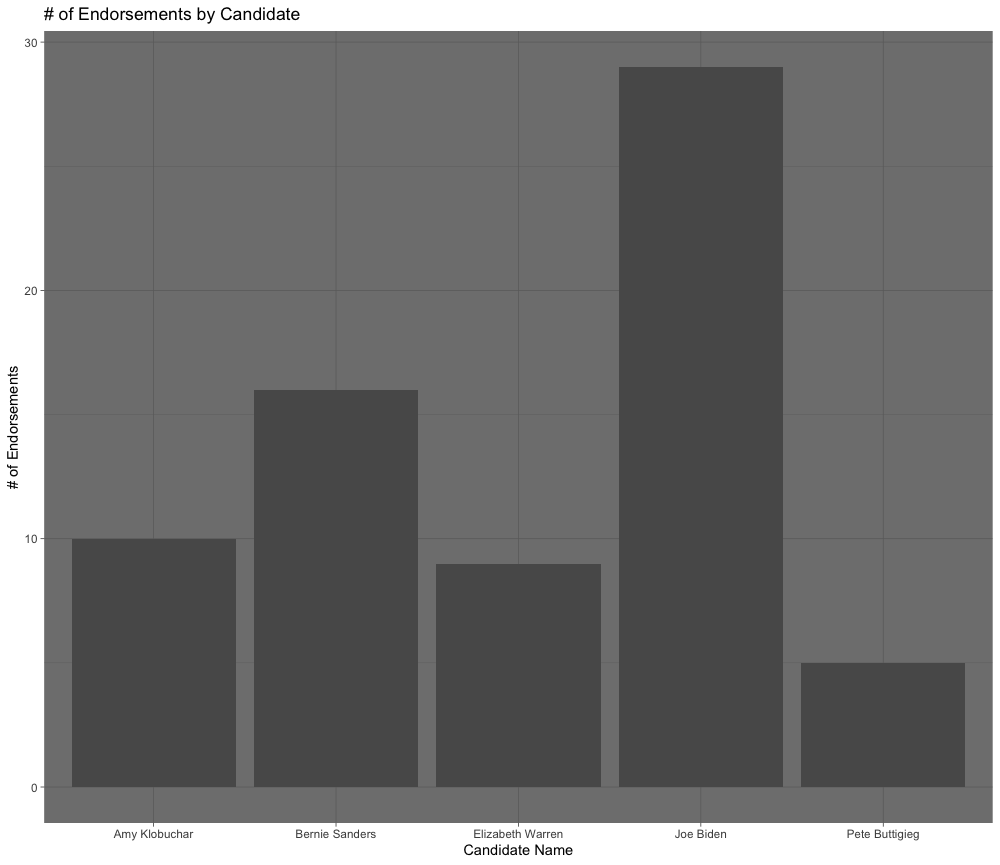 # of Endorsements by Candidate
30
20
10
0
# of Endorsements
Amy Klobuchar Bernie Sanders Elizabeth Warren Joe Biden Pete Buttigieg
Candidate Name